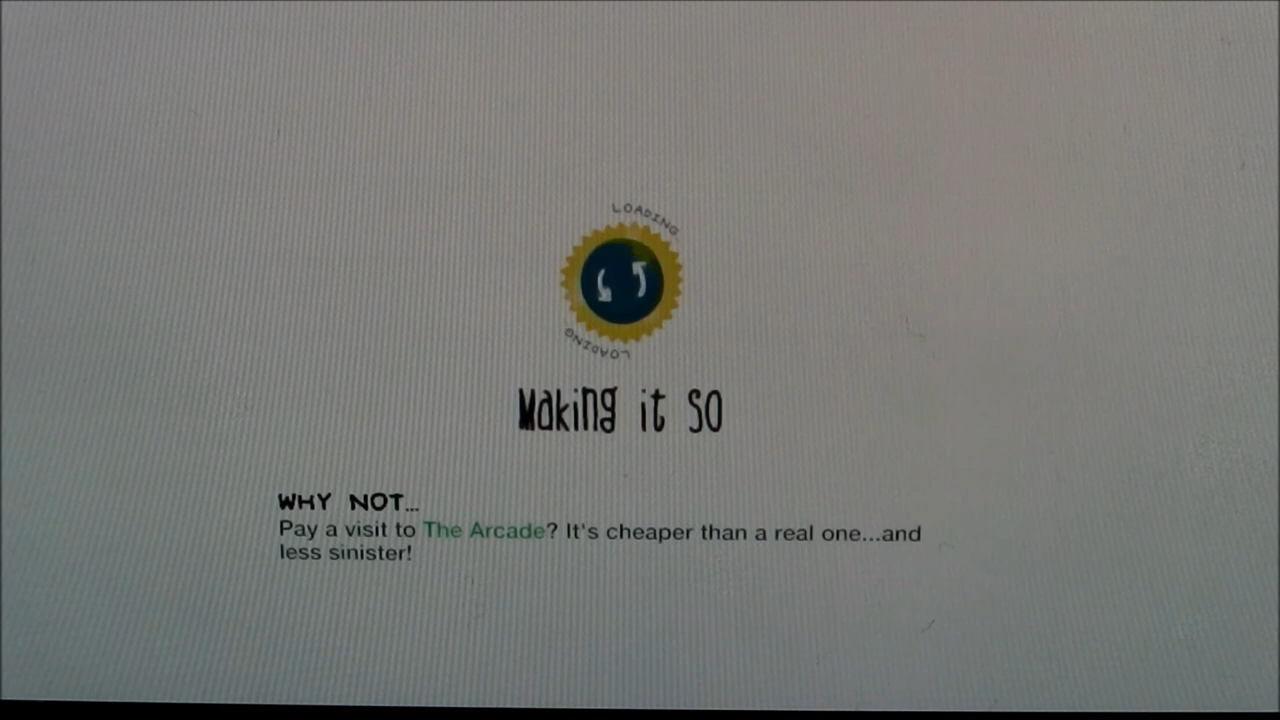 LOADING
LOADING
Making it so
WHY NOT...
Pay a visit to The Arcade? It's cheaper than a real one...and
less sinister!